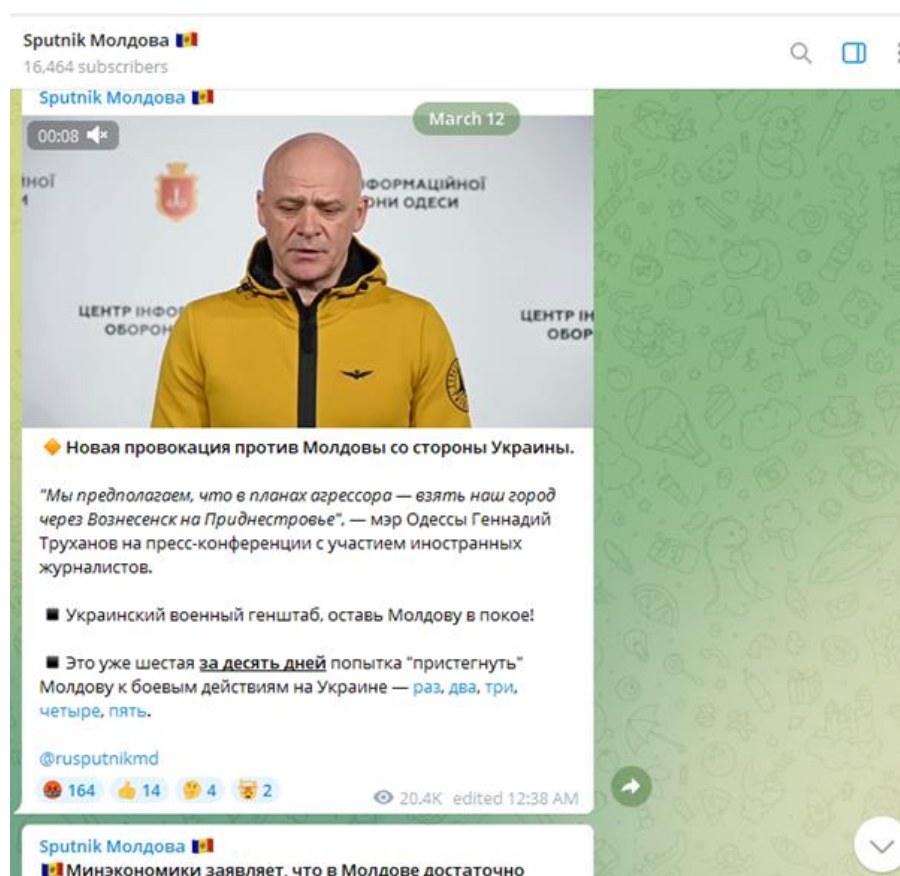 Sputnik Молдова 🇲🇩
16,464 subscribers
Sputnik Молдова 🇲🇩
March 12
00:08
ІНОЇ
ФОРМАЦІЙНОЇ
ОНИ ОДЕСИ
ЦЕНТР ІНФО
ОБОРОН
ЦЕНТР ІН
ОБОР
🔸 Новая провокация против Молдовы со стороны Украины.
"Мы предполагаем, что в планах агрессора — взять наш город
через Вознесенск на Приднестровье", — мэр Одессы Геннадий
Труханов на пресс-конференции с участием иностранных
журналистов.
◾ Украинский военный генштаб, оставь Молдову в покое!
◾ Это уже шестая за десять дней попытка "пристегнуть"
Молдову к боевым действиям на Украине — раз, два, три,
четыре, пять.
@rusputnikmd
🤬 164 👍 14 🤔 4 🤯 2
20.4K edited 12:38 AM
Sputnik Молдова 🇲🇩
🇲🇩 Минэкономики заявляет, что в Молдове достаточно